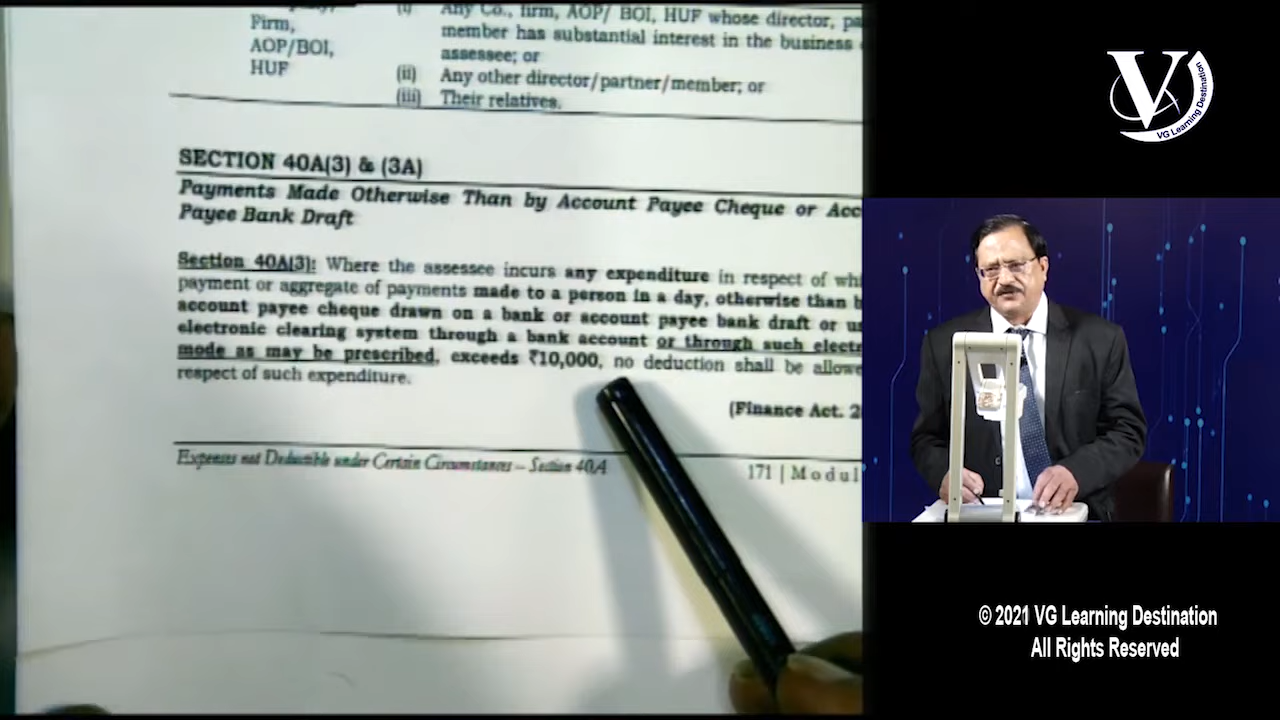 (i) Any Co., firm, AOP/ BOI, HUF whose director,
Firm, member has substantial interest in the business
AOP/BOI, assessee; or
HUF (ii) Any other director/partner/member; or
(iii) Their relatives.
SECTION 40A(3) & (3A)
Payments Made Otherwise Than by Account Payee Cheque or
Payee Bank Draft
Section 40A(3): Where the assessee incurs any expenditure in respect of
payment or aggregate of payments made to a person in a day, otherwise than
account payee cheque drawn on a bank or account payee bank draft or
electronic clearing system through a bank account or through such
mode as may be prescribed, exceeds ₹10,000, no deduction shall be
respect of such expenditure.
(Finance Act. 2
Expenses not Deductible under Certain Circumstances – Section 40A
171 | Modul
V
VG Learning Destination
© 2021 VG Learning Destination
All Rights Reserved